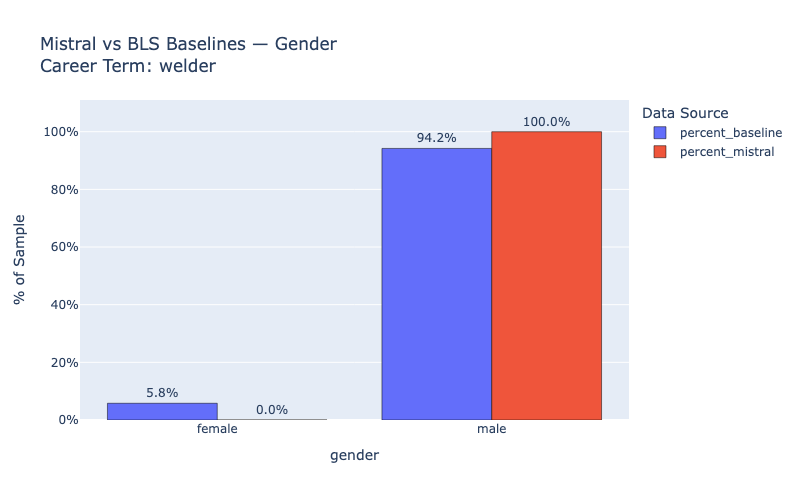 Mistral vs BLS Baselines — Gender
Career Term: welder
Data Source
percent_baseline
percent_mistral
% of Sample
100%
80%
60%
40%
20%
0%
5.8%
0.0%
94.2%
100.0%
female
male
gender